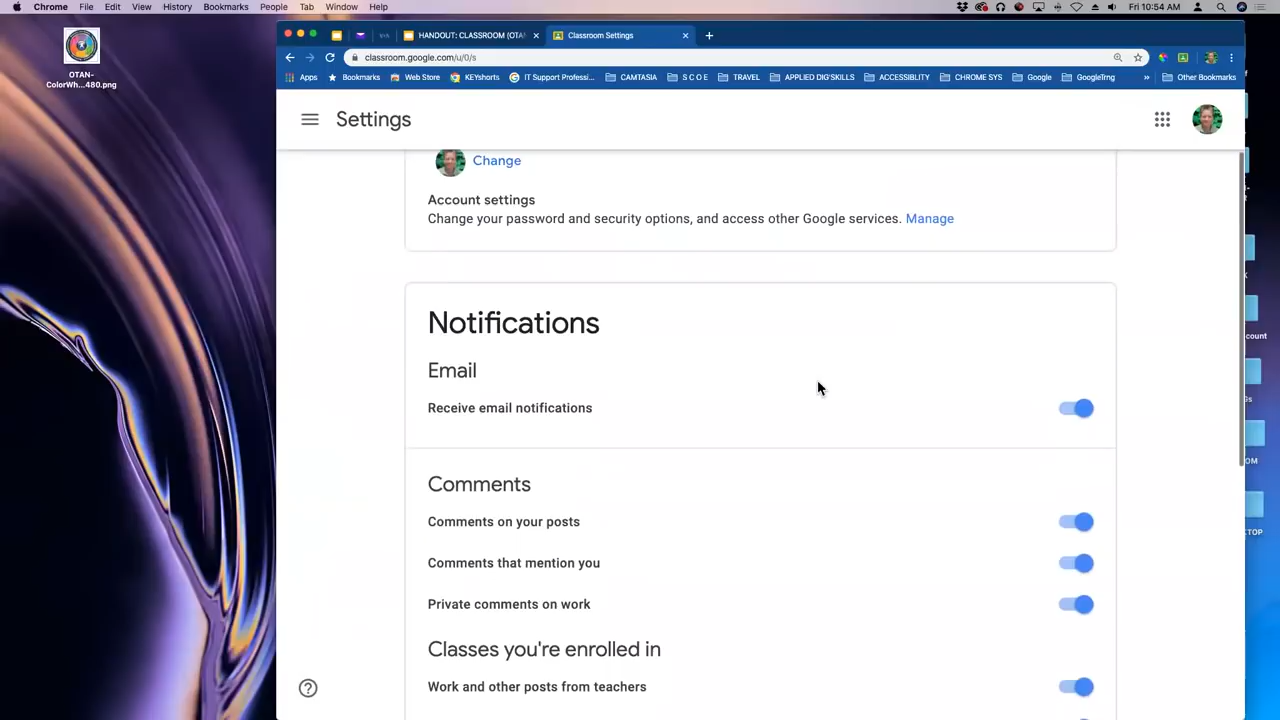 Chrome File Edit View History Bookmarks People Tab Window Help Fri 10:54 AM
HANDOUT: CLASSROOM (OTAN Classroom Settings
classroom.google.com/u/0/s
Apps Bookmarks Web Store KEYshorts IT Support Professi... CAMTASIA S C O E TRAVEL APPLIED DIG'SKILLS ACCESSIBLITY CHROME SYS Google GoogleTrng » Other Bookmarks
OTAN-
ColorWh...480.png
Settings
Change
Account settings
Change your password and security options, and access other Google services. Manage
Notifications
Email
Receive email notifications
Comments
Comments on your posts
Comments that mention you
Private comments on work
Classes you're enrolled in
Work and other posts from teachers